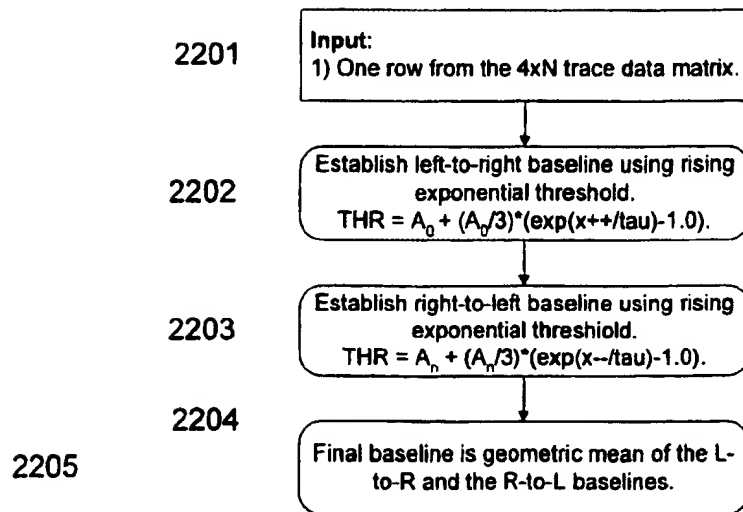 2201
Input:
1) One row from the 4xN trace data matrix.
2202
Establish left-to-right baseline using rising
exponential threshold.
THR = A₀ + (A₀/3)*(exp(x++/tau)-1.0).
2203
Establish right-to-left baseline using rising
exponential threshiold.
THR = Aₙ + (Aₙ/3)*(exp(x--/tau)-1.0).
2204
2205
Final baseline is geometric mean of the L-
to-R and the R-to-L baselines.